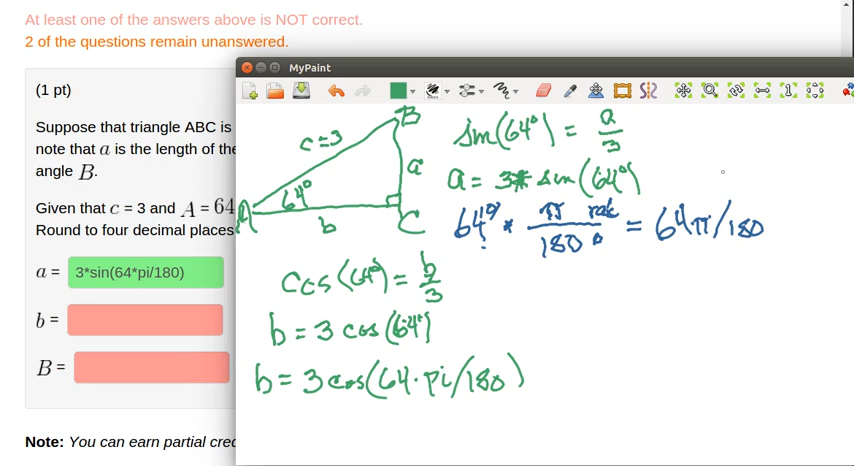 At least one of the answers above is NOT correct.
2 of the questions remain unanswered.
MyPaint
(1 pt)
Suppose that triangle ABC is
note that a is the length of the
angle B.
Given that c = 3 and A = 64
Round to four decimal places
a = 3*sin(64*pi/180)
b =
B =
Note: You can earn partial cred
B
c = 3
a
64°
A
b
C
sin(64°) = a/3
a = 3* sin(64°)
64° * π rad/180° = 64π/180
cos(64°) = b/3
b = 3 cos(64°)
b = 3 cos(64·pi/180)